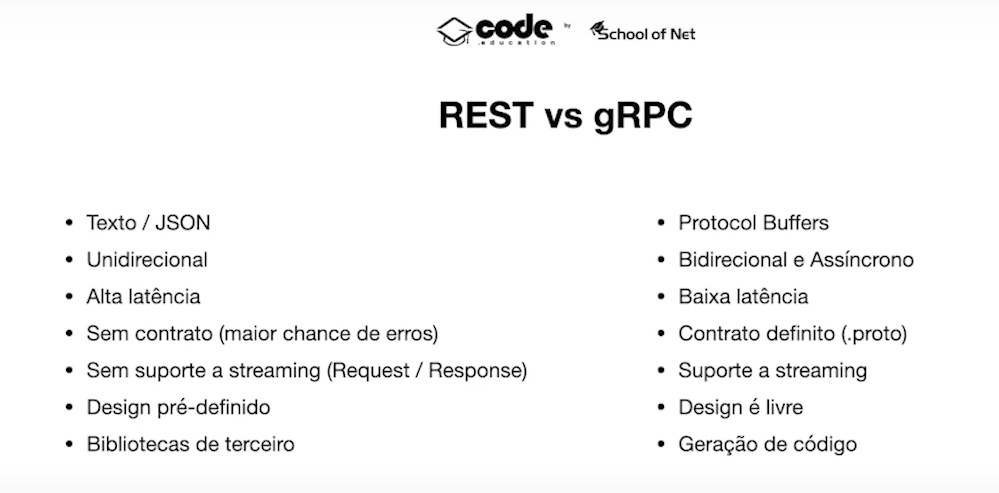 code by School of Net
.education
REST vs gRPC
• Texto / JSON
• Unidirecional
• Alta latência
• Sem contrato (maior chance de erros)
• Sem suporte a streaming (Request / Response)
• Design pré-definido
• Bibliotecas de terceiro
• Protocol Buffers
• Bidirecional e Assíncrono
• Baixa latência
• Contrato definito (.proto)
• Suporte a streaming
• Design é livre
• Geração de código